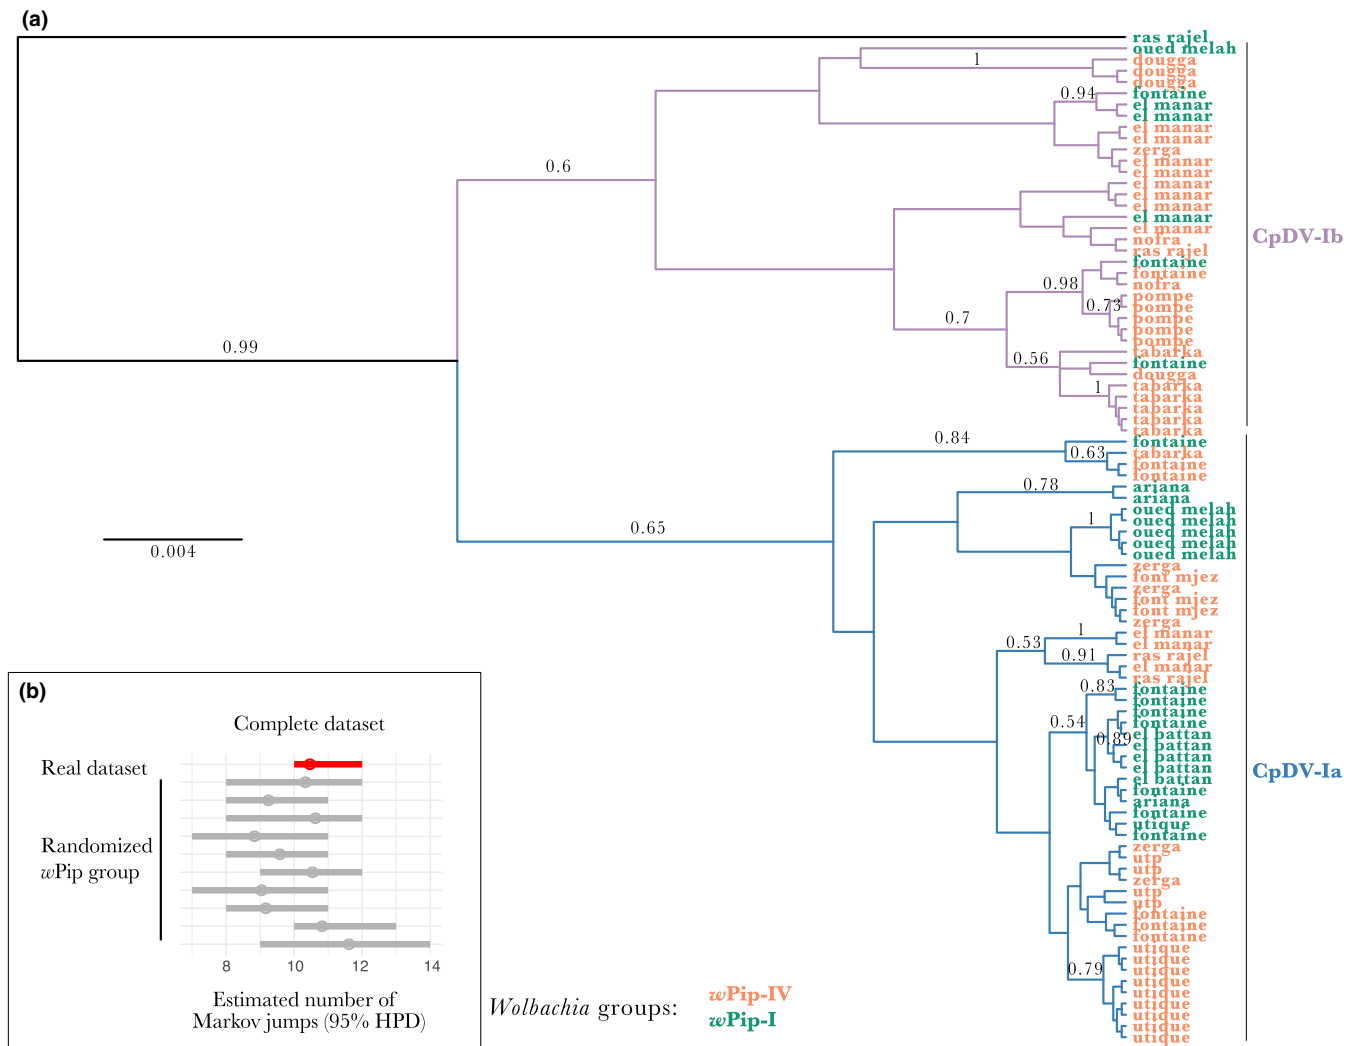 (a)
ras rajel
oued melah
dougga
dougga
dougga
fontaine
el manar
el manar
el manar
el manar
zerga
el manar
el manar
el manar
el manar
el manar
el manar
el manar
nofra
ras rajel
fontaine
fontaine
nofra
pompe
pompe
pompe
pompe
pompe
tabarka
fontaine
dougga
tabarka
tabarka
tabarka
tabarka
tabarka
fontaine
tabarka
fontaine
fontaine
ariana
ariana
oued melah
oued melah
oued melah
oued melah
oued melah
zerga
font mjez
zerga
font mjez
font mjez
zerga
el manar
el manar
ras rajel
el manar
ras rajel
fontaine
fontaine
fontaine
fontaine
el battan
el battan
el battan
el battan
el battan
fontaine
ariana
fontaine
utique
fontaine
zerga
utp
utp
zerga
utp
utp
fontaine
fontaine
fontaine
utique
utique
utique
utique
utique
utique
utique
utique
utique
CpDV-Ib
CpDV-Ia
1
0.94
0.6
0.98
0.73
0.7
0.56
1
0.99
0.84
0.63
0.78
1
0.65
1
0.53
0.91
0.83
0.54
0.89
0.79
0.004
(b)
Complete dataset
Real dataset
Randomized
wPip group
8 10 12 14
Estimated number of
Markov jumps (95% HPD)
Wolbachia groups:
wPip-IV
wPip-I